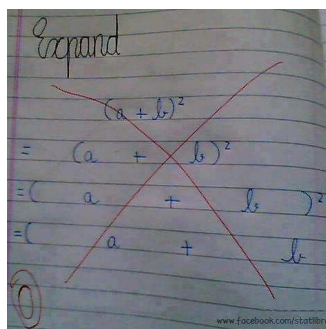 Expand
(a + b)²
= (a + b)²
=( a + b )²
=( a + b
0
www.facebook.com/statlibr